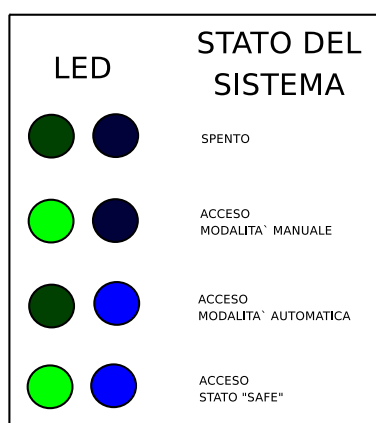 LED
STATO DEL
SISTEMA
SPENTO
ACCESO
MODALITA` MANUALE
ACCESO
MODALITA` AUTOMATICA
ACCESO
STATO "SAFE"